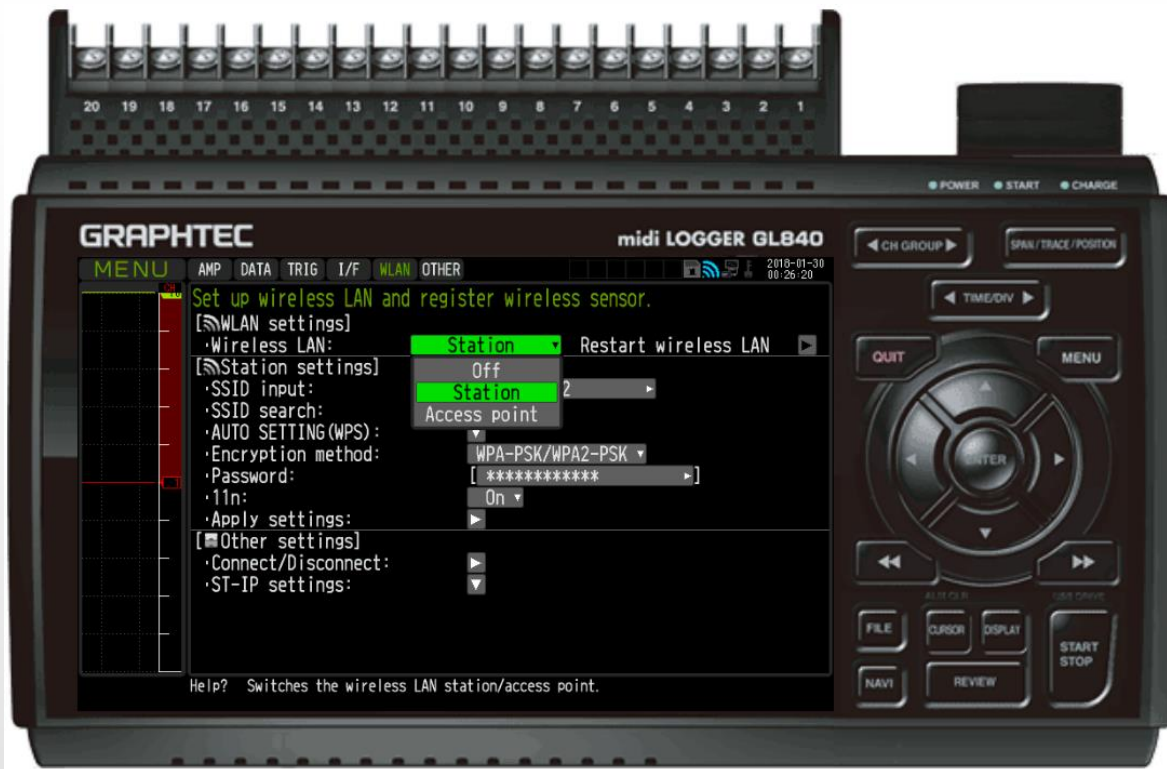 20 19 18 17 16 15 14 13 12 11 10 9 8 7 6 5 4 3 2 1
POWER START CHARGE
GRAPHTEC midi LOGGER GL840
CH GROUP SPAN / TRACE / POSITION
MENU AMP DATA TRIG I/F WLAN OTHER 2018-01-30
00:26:20
TIME/DIV
CH
Set up wireless LAN and register wireless sensor.
[WLAN settings]
・Wireless LAN: Station Restart wireless LAN
QUIT MENU
[Station settings] Off
・SSID input: Station 2
・SSID search: Access point
・AUTO SETTING(WPS):
・Encryption method: WPA-PSK/WPA2-PSK
ENTER
・Password: [ ************ ]
・11n: On
・Apply settings:
[Other settings]
・Connect/Disconnect:
・ST-IP settings:
USB DRIVE
FILE CURSOR DISPLAY START
STOP
NAVI REVIEW
Help? Switches the wireless LAN station/access point.